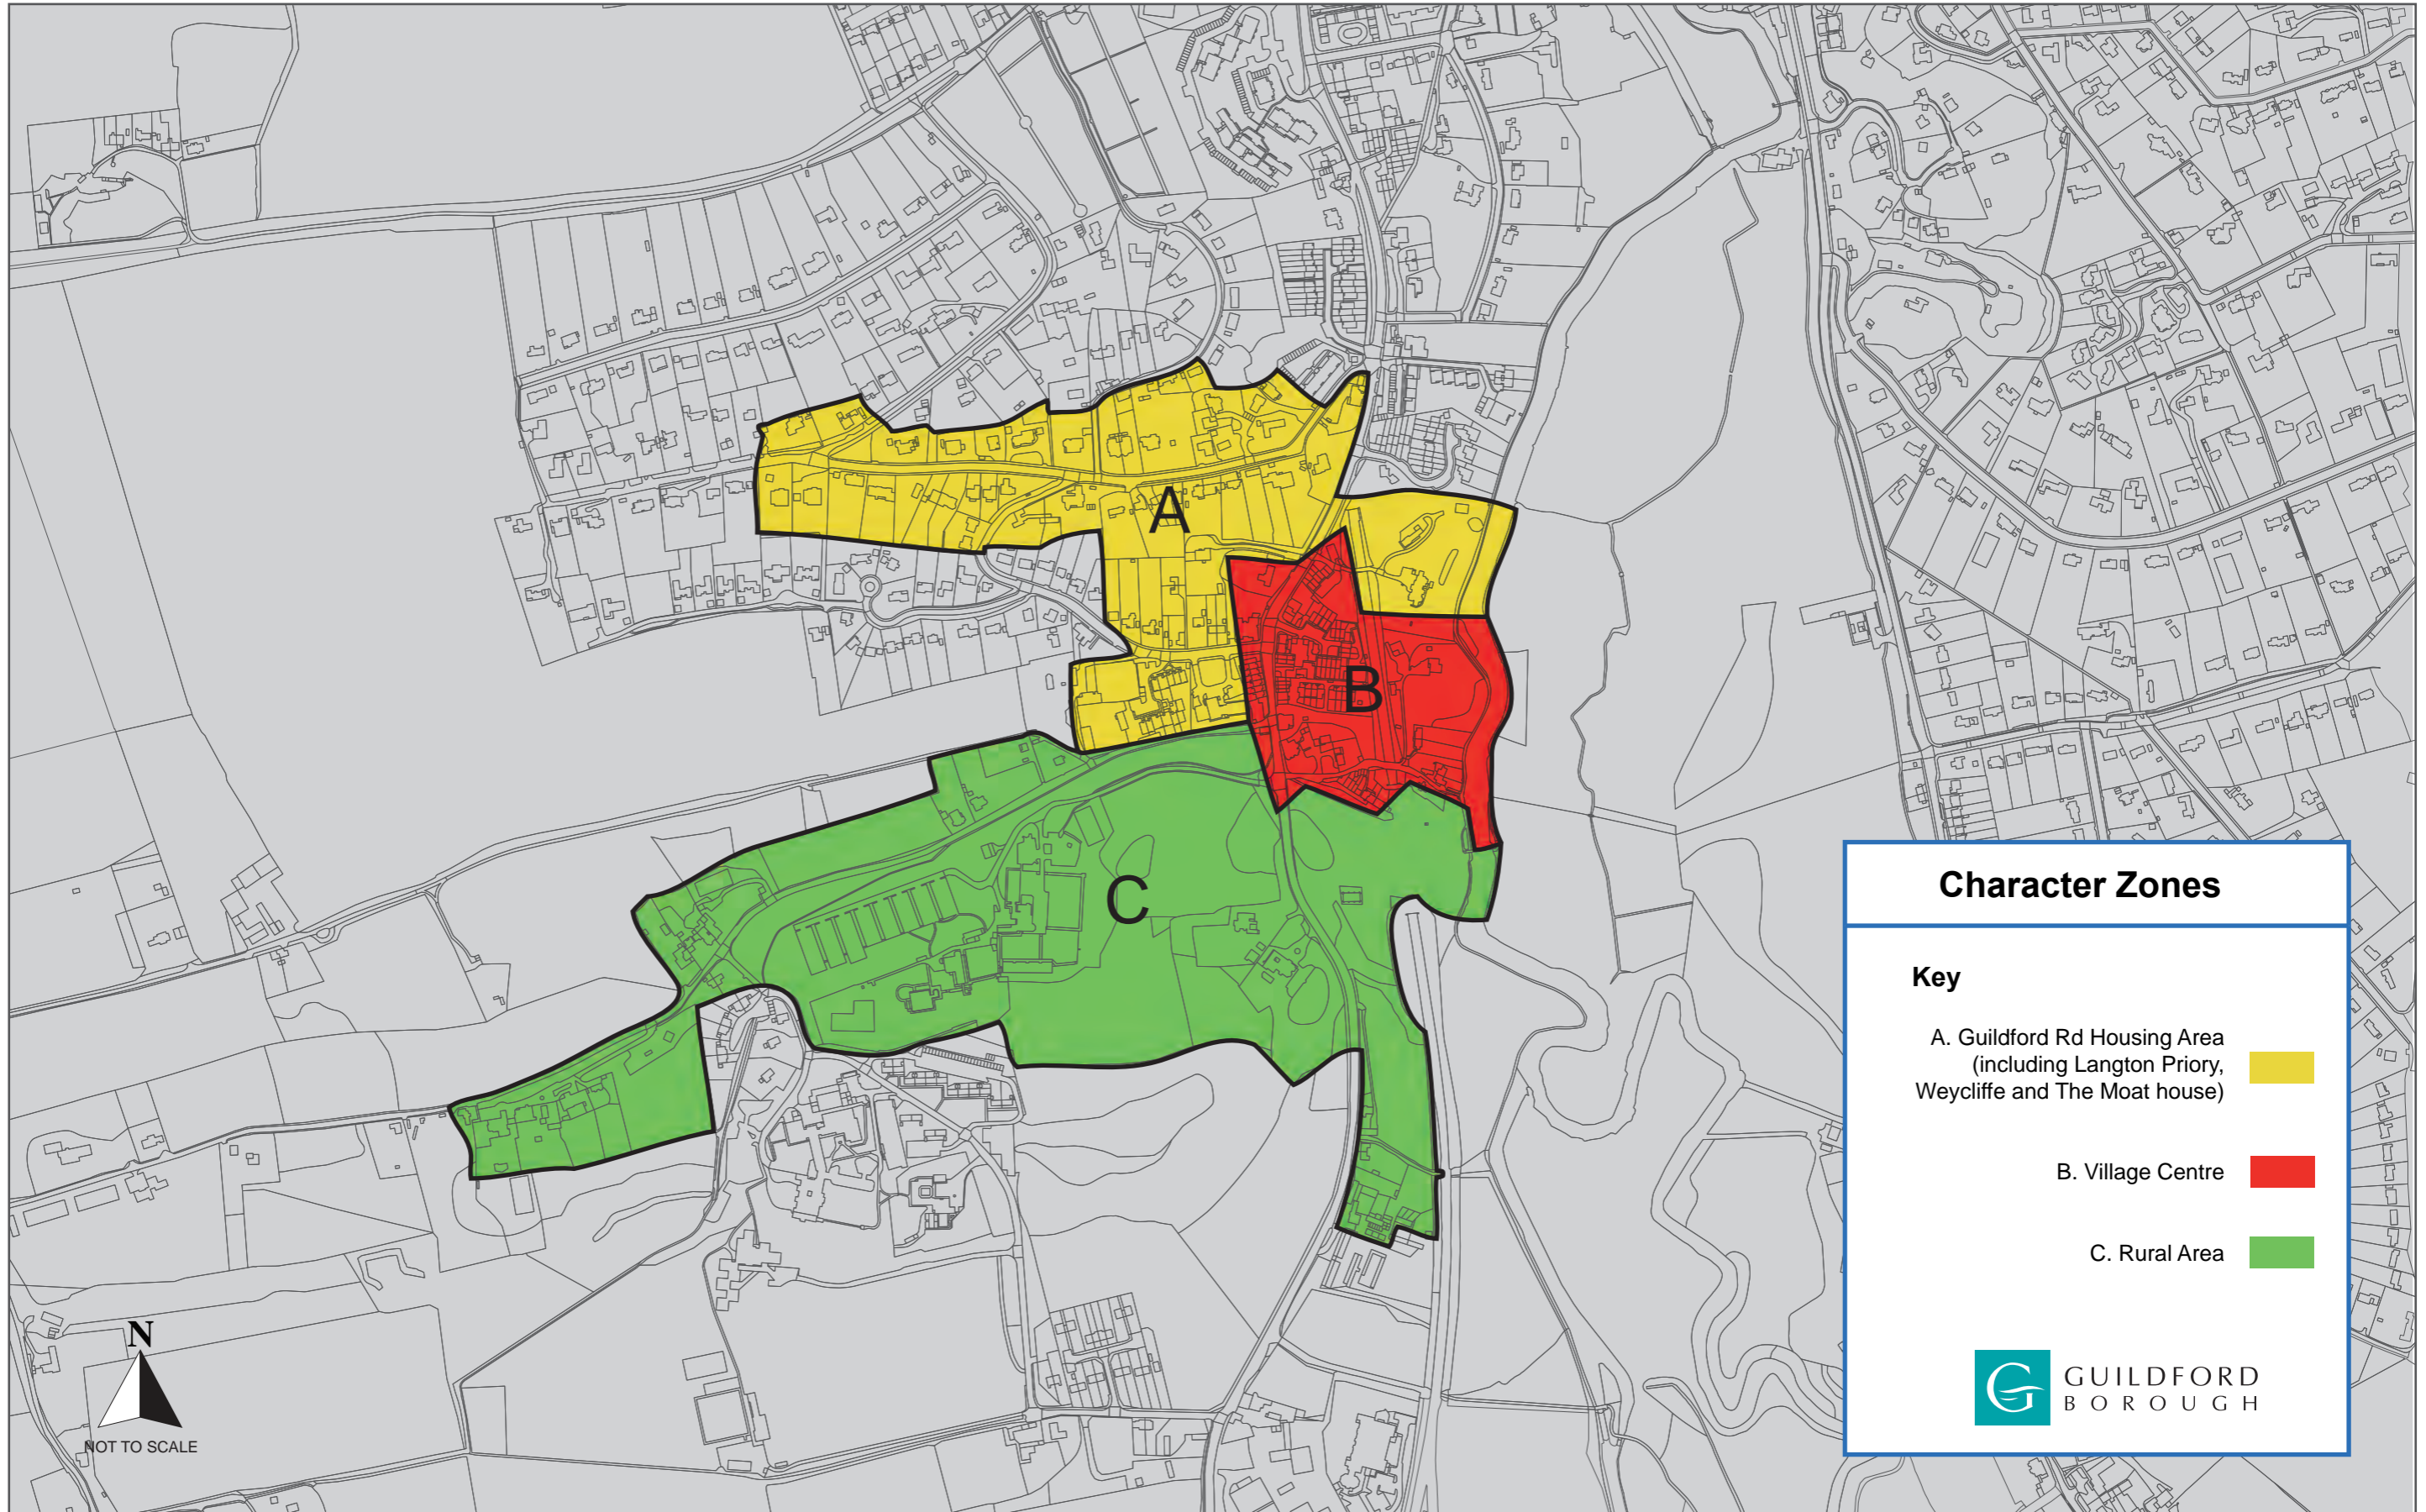 A
B
C
Character Zones
Key
A. Guildford Rd Housing Area
(including Langton Priory,
Weycliffe and The Moat house)
B. Village Centre
C. Rural Area
GUILDFORD
BOROUGH
N
NOT TO SCALE